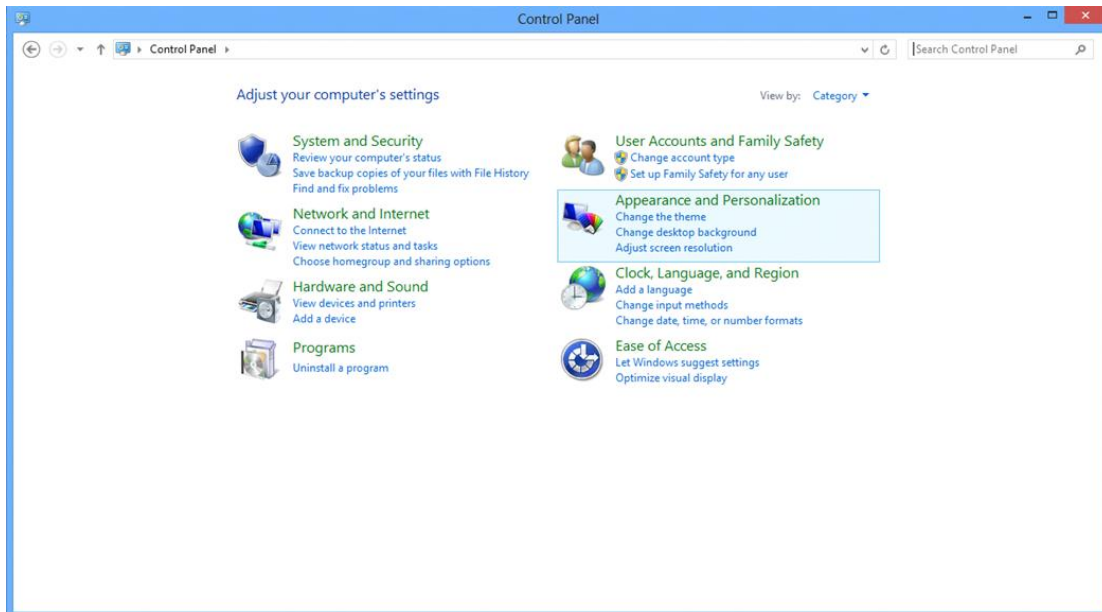 Control Panel
Control Panel
Search Control Panel
Adjust your computer's settings
View by: Category
System and Security
Review your computer's status
Save backup copies of your files with File History
Find and fix problems
Network and Internet
Connect to the Internet
View network status and tasks
Choose homegroup and sharing options
Hardware and Sound
View devices and printers
Add a device
Programs
Uninstall a program
User Accounts and Family Safety
Change account type
Set up Family Safety for any user
Appearance and Personalization
Change the theme
Change desktop background
Adjust screen resolution
Clock, Language, and Region
Add a language
Change input methods
Change date, time, or number formats
Ease of Access
Let Windows suggest settings
Optimize visual display